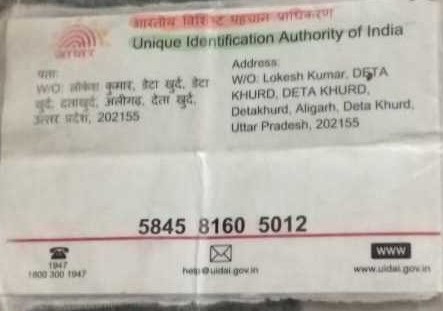 भारतीय विशिष्ट पहचान प्राधिकरण
Unique Identification Authority of India
आधार
पता:
W/O: लोकेश कुमार, डेटा खुर्द, डेटा
खुर्द, दताखुर्द, अलीगढ, देता खुर्द,
उत्तर प्रदेश, 202155
Address:
W/O: Lokesh Kumar, DETA
KHURD, DETA KHURD,
Detakhurd, Aligarh, Deta Khurd,
Uttar Pradesh, 202155
5845 8160 5012
1947
1800 300 1947
help@uidai.gov.in
WWW
www.uidai.gov.in